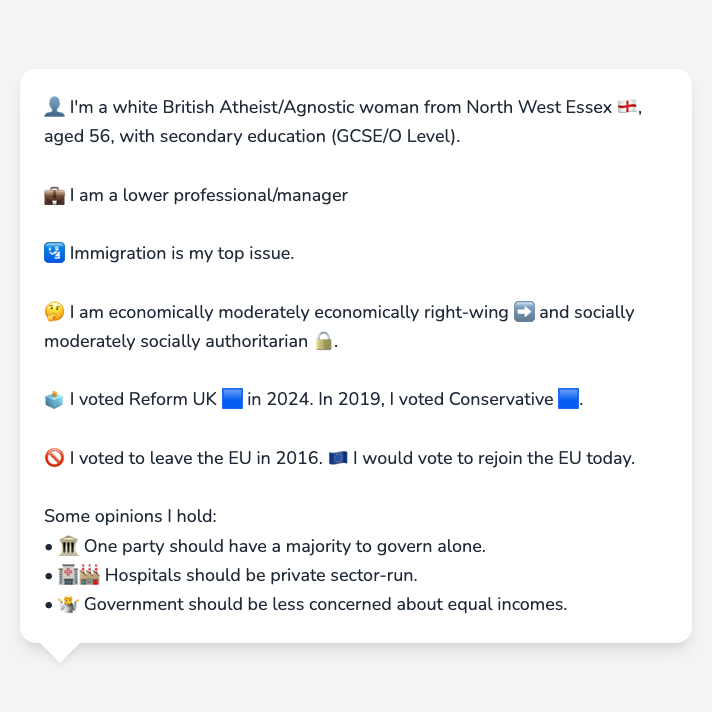 👤 I'm a white British Atheist/Agnostic woman from North West Essex 🏴󠁧󠁢󠁥󠁮󠁧󠁿,
aged 56, with secondary education (GCSE/O Level).
💼 I am a lower professional/manager
🛂 Immigration is my top issue.
🤔 I am economically moderately economically right-wing ➡️ and socially
moderately socially authoritarian 🔒.
🗳️ I voted Reform UK 🟦 in 2024. In 2019, I voted Conservative 🟦.
🚫 I voted to leave the EU in 2016. 🇪🇺 I would vote to rejoin the EU today.
Some opinions I hold:
• 🏛️ One party should have a majority to govern alone.
• 🏥🏭 Hospitals should be private sector-run.
• 🤷 Government should be less concerned about equal incomes.